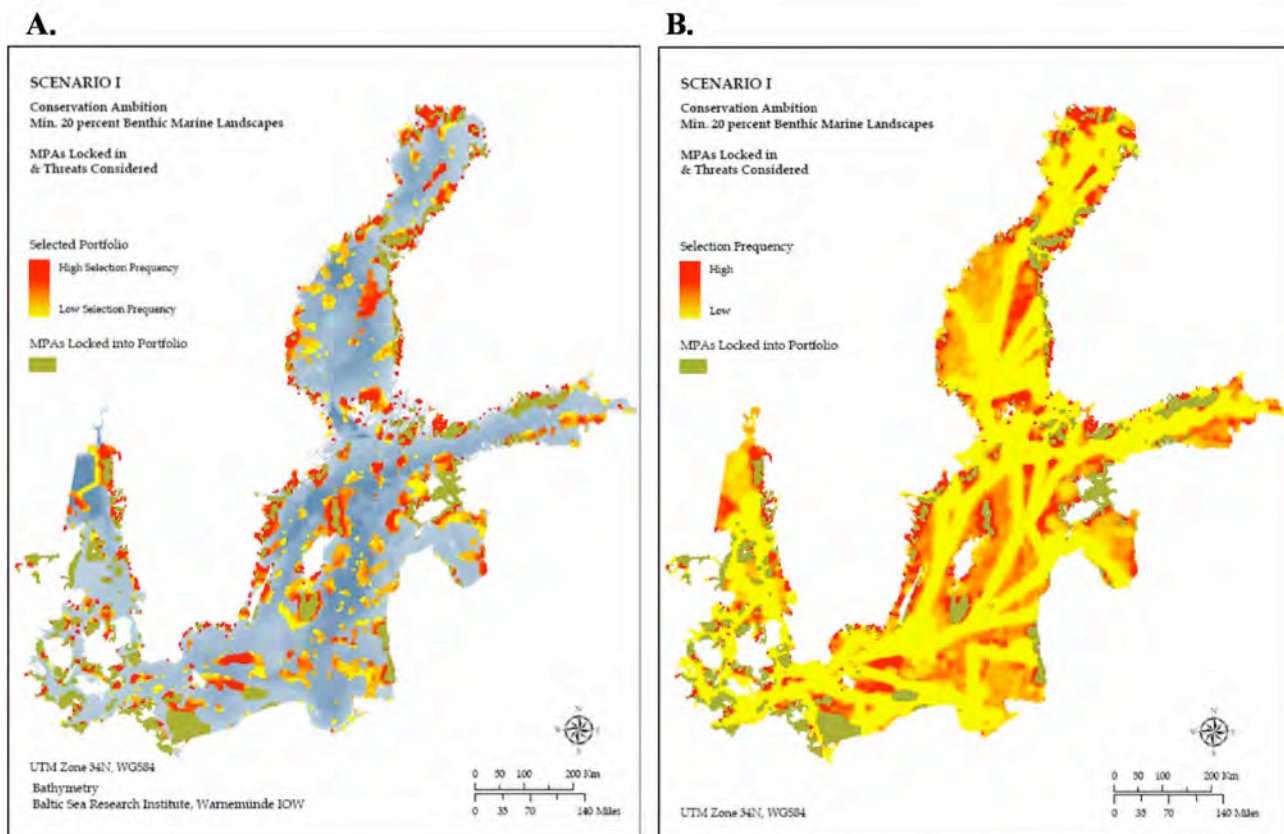 A.
SCENARIO I
Conservation Ambition
Min. 20 percent Benthic Marine Landscapes
MPAs Locked in
& Threats Considered
Selected Portfolio
High Selection Frequency
Low Selection Frequency
MPAs Locked into Portfolio
N
W E
S
UTM Zone 34N, WGS84
Bathymetry
Baltic Sea Research Institute, Warnemünde IOW
0 50 100 200 Km
0 35 70 140 Miles
B.
SCENARIO I
Conservation Ambition
Min. 20 percent Benthic Marine Landscapes
MPAs Locked in
& Threats Considered
Selection Frequency
High
Low
MPAs Locked into Portfolio
N
W E
S
UTM Zone 34N, WGS84
0 50 100 200 Km
0 35 70 140 Miles